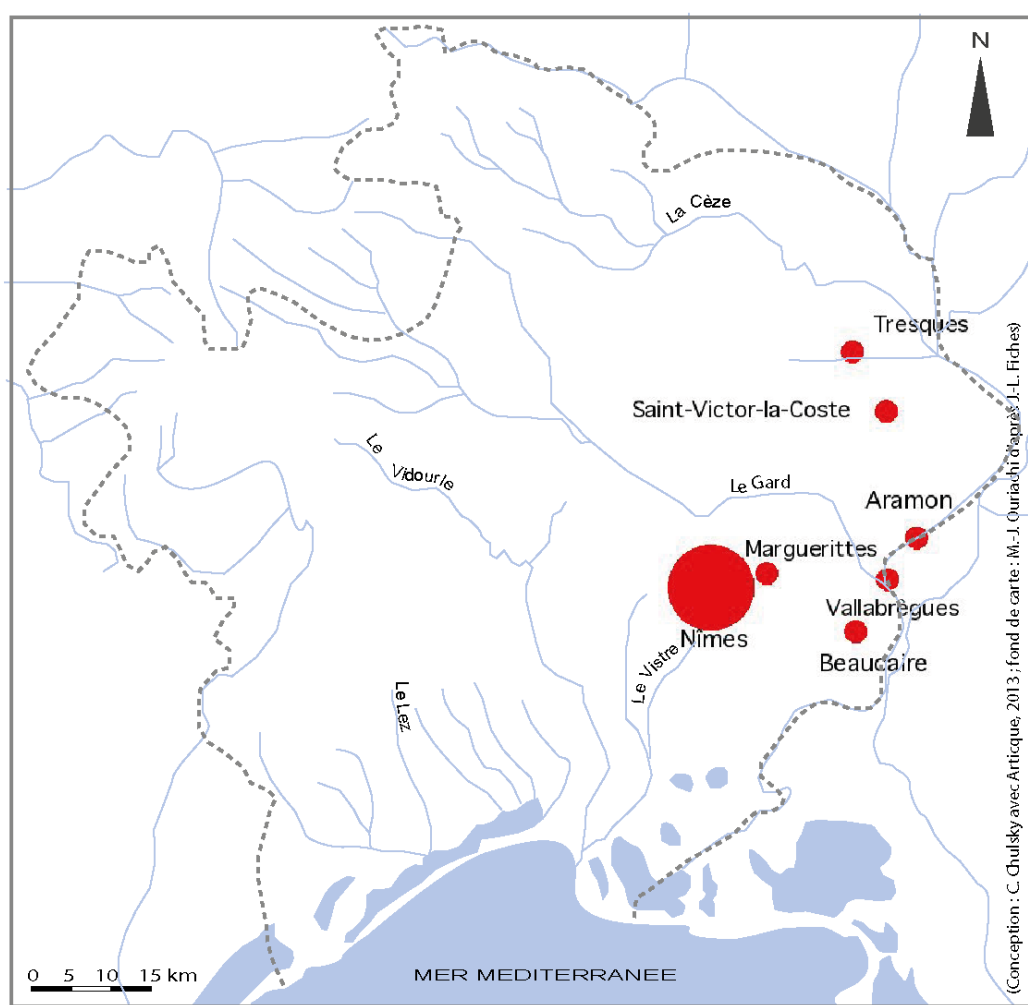 N
La Cèze
Tresques
Saint-Victor-la-Coste
Le Vidourle
Le Gard
Aramon
Marguerittes
Vallabrègues
Nîmes
Beaucaire
Le Vistre
Le Lez
0 5 10 15 km
MER MEDITERRANEE
(Conception : C. Chulsky avec Articque, 2013 ; fond de carte : M.-J. Ouriachi d'après J.-L. Fiches)